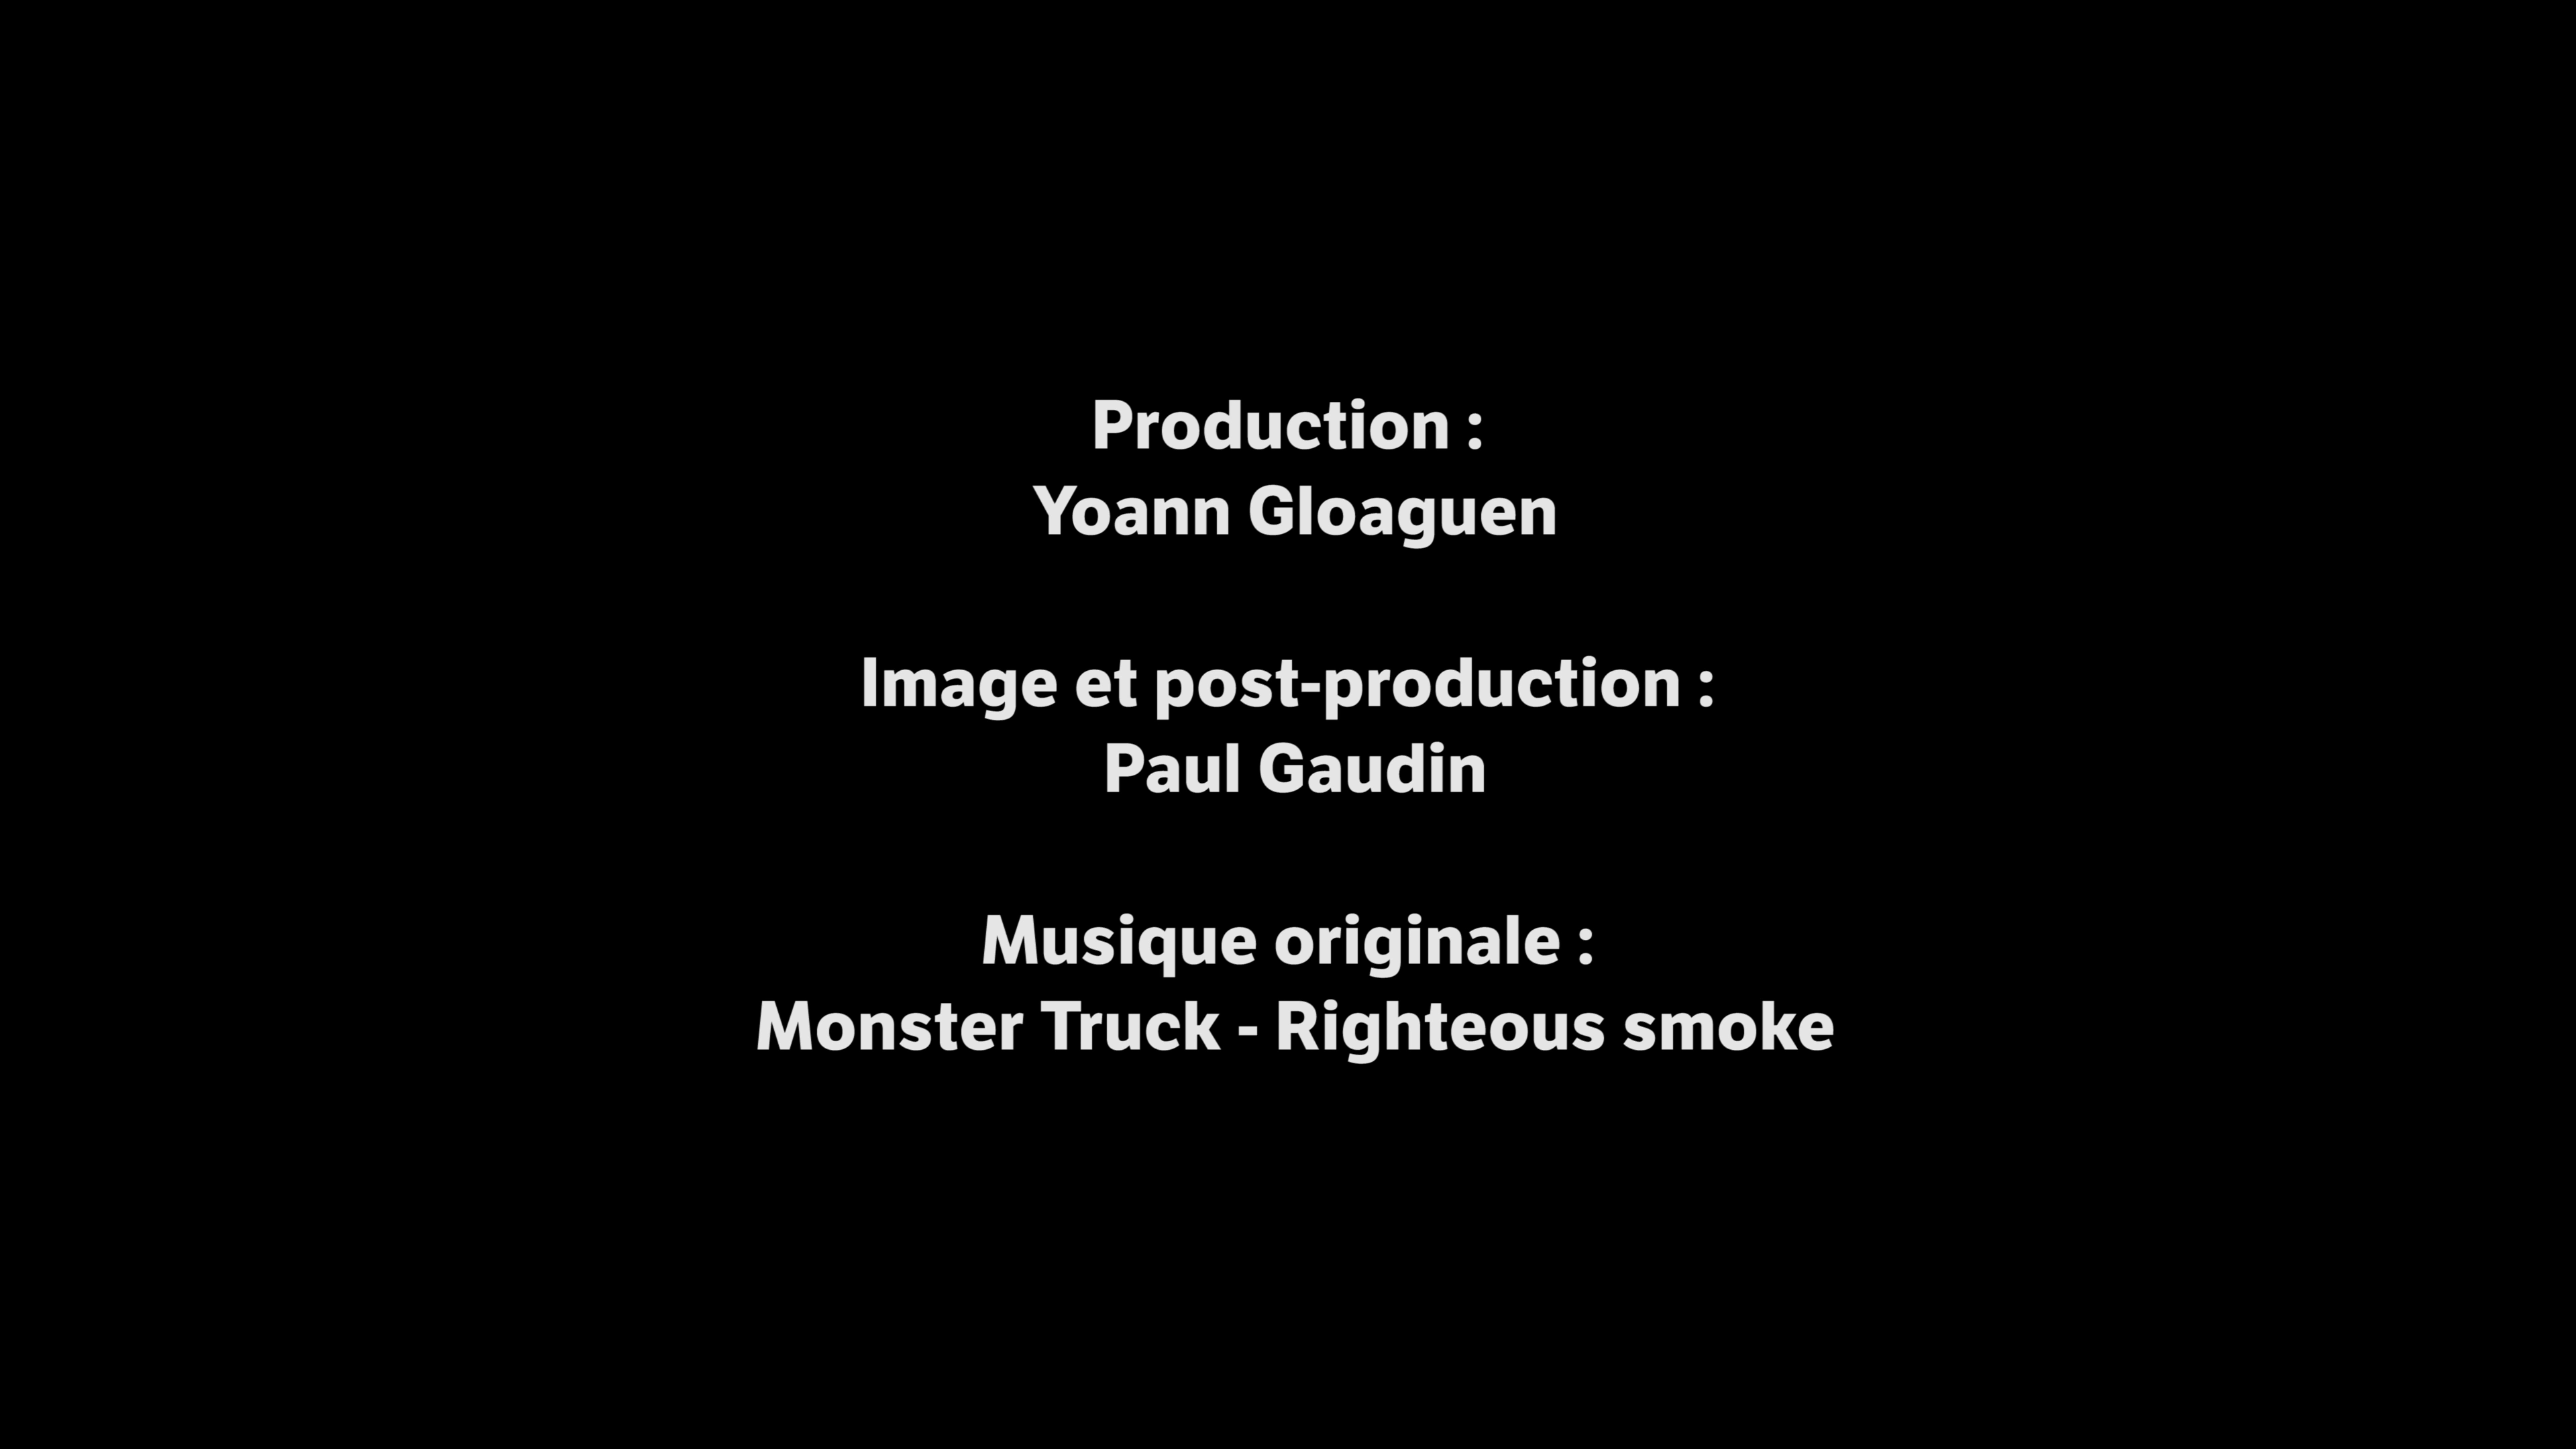 Production :
Yoann Gloaguen
Image et post-production :
Paul Gaudin
Musique originale :
Monster Truck - Righteous smoke